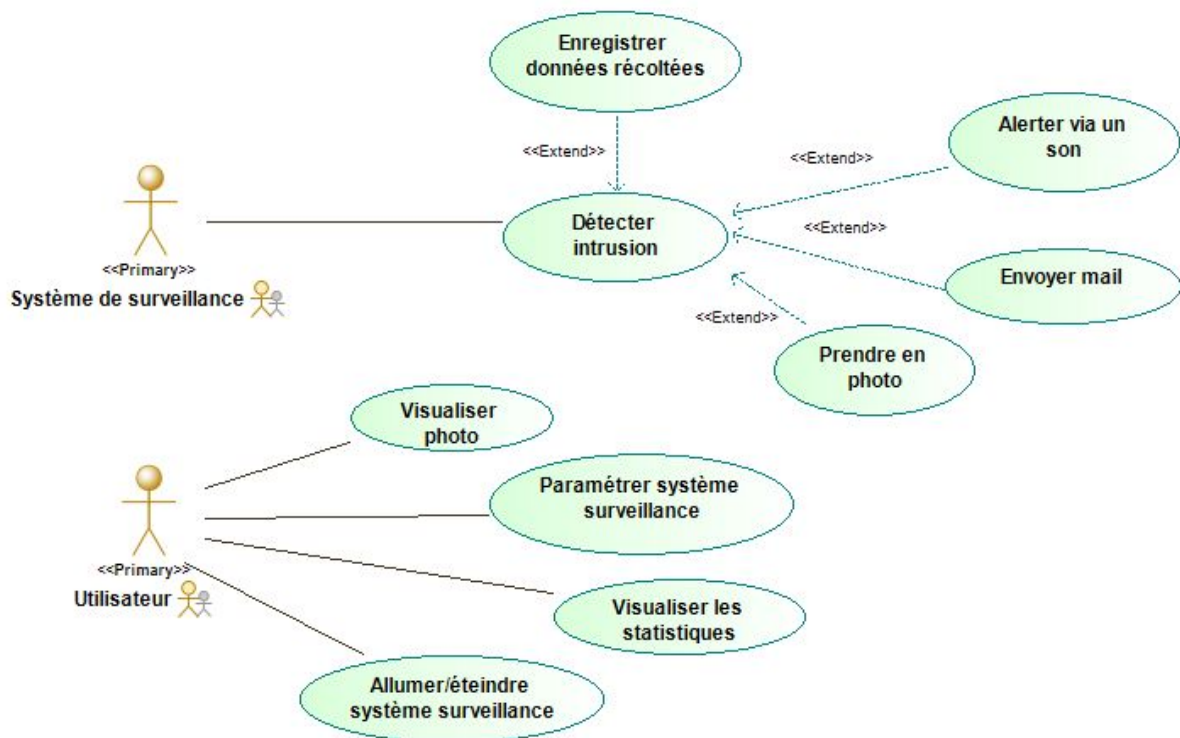 Enregistrer
données récoltées
<<Extend>>
Alerter via un
son
<<Extend>>
Détecter
intrusion
<<Extend>>
Envoyer mail
<<Extend>>
Prendre en
photo
<<Primary>>
Système de surveillance
Visualiser
photo
Paramétrer système
surveillance
<<Primary>>
Utilisateur
Visualiser les
statistiques
Allumer/éteindre
système surveillance